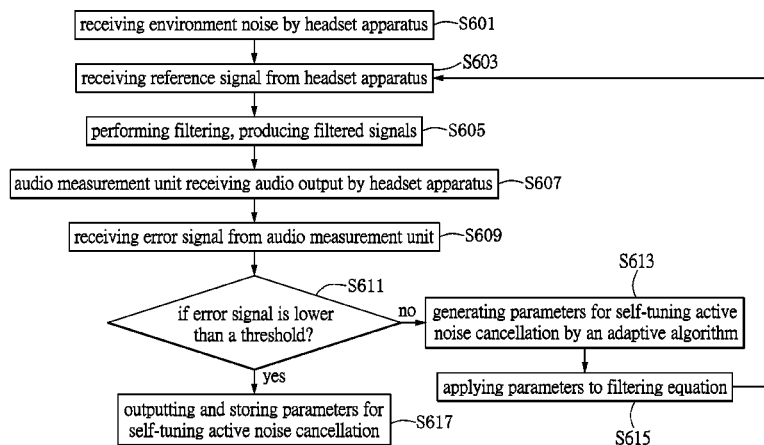 receiving environment noise by headset apparatus
S601
receiving reference signal from headset apparatus
S603
performing filtering, producing filtered signals
S605
audio measurement unit receiving audio output by headset apparatus
S607
receiving error signal from audio measurement unit
S609
if error signal is lower
than a threshold?
S611
no
yes
S613
generating parameters for self-tuning active
noise cancellation by an adaptive algorithm
applying parameters to filtering equation
S615
outputting and storing parameters for
self-tuning active noise cancellation
S617